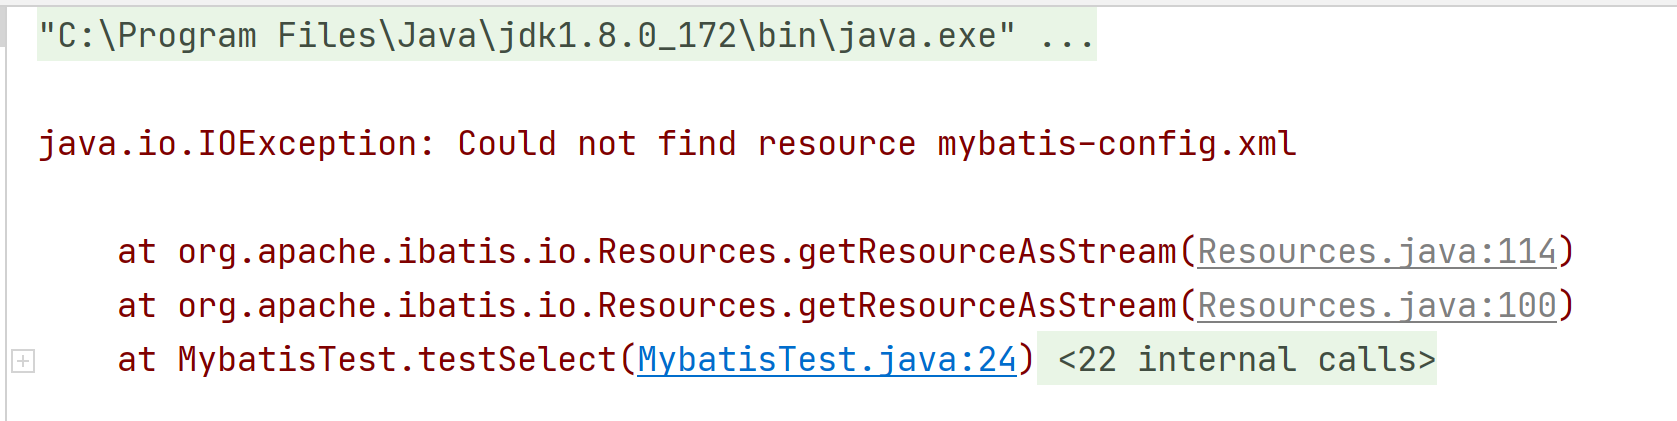 "C:\Program Files\Java\jdk1.8.0_172\bin\java.exe" ...
java.io.IOException: Could not find resource mybatis-config.xml
at org.apache.ibatis.io.Resources.getResourceAsStream(Resources.java:114)
at org.apache.ibatis.io.Resources.getResourceAsStream(Resources.java:100)
at MybatisTest.testSelect(MybatisTest.java:24) <22 internal calls>